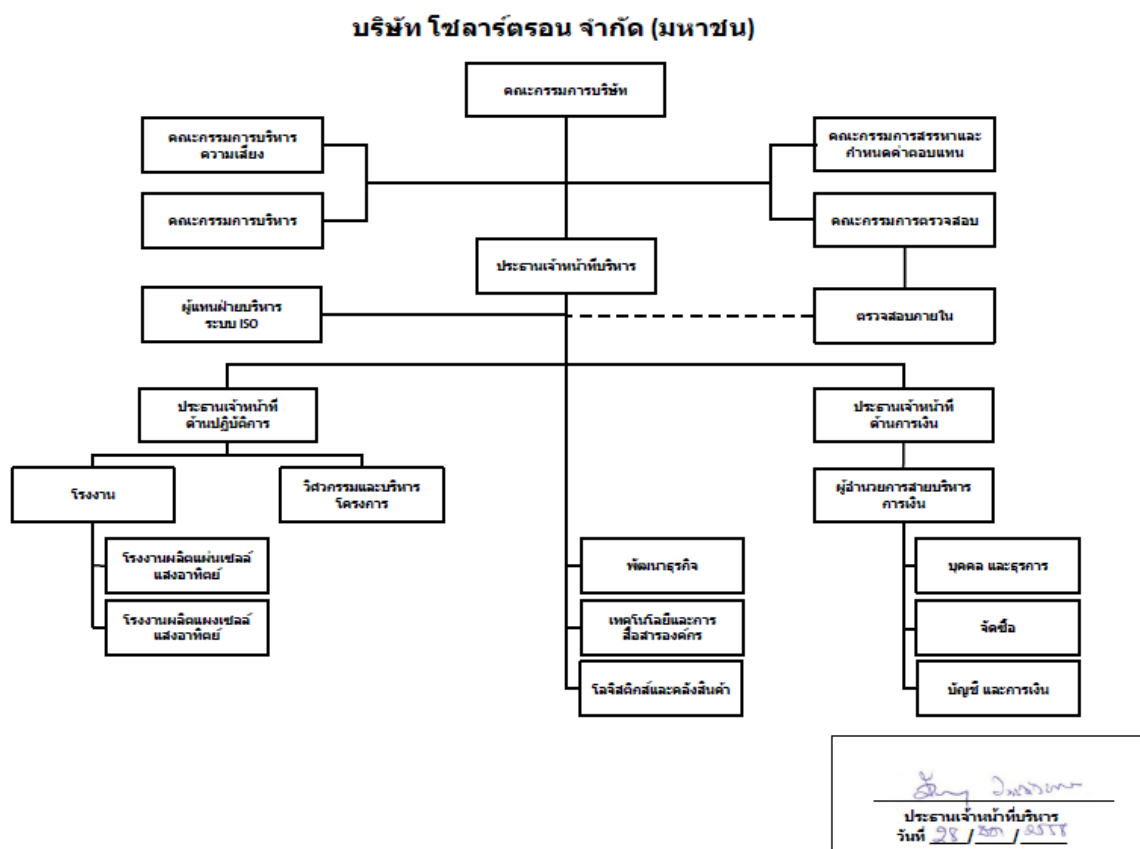 บริษัท โซลาร์ตรอน จำกัด (มหาชน)
คณะกรรมการบริษัท
คณะกรรมการบริหาร
ความเสี่ยง
คณะกรรมการสรรหาและ
กำหนดค่าตอบแทน
คณะกรรมการบริหาร
คณะกรรมการตรวจสอบ
ประธานเจ้าหน้าที่บริหาร
ผู้แทนฝ่ายบริหาร
ระบบ ISO
ตรวจสอบภายใน
ประธานเจ้าหน้าที่
ด้านปฏิบัติการ
ประธานเจ้าหน้าที่
ด้านการเงิน
โรงงาน
วิศวกรรมและบริหาร
โครงการ
ผู้อำนวยการสายบริหาร
การเงิน
โรงงานผลิตแผ่นเซลล์
แสงอาทิตย์
พัฒนาธุรกิจ
บุคคล และธุรการ
โรงงานผลิตแผงเซลล์
แสงอาทิตย์
เทคโนโลยีและการ
สื่อสารองค์กร
จัดซื้อ
โลจิสติกส์และคลังสินค้า
บัญชี และการเงิน
ประธานเจ้าหน้าที่บริหาร
วันที่ 28 / / 2558